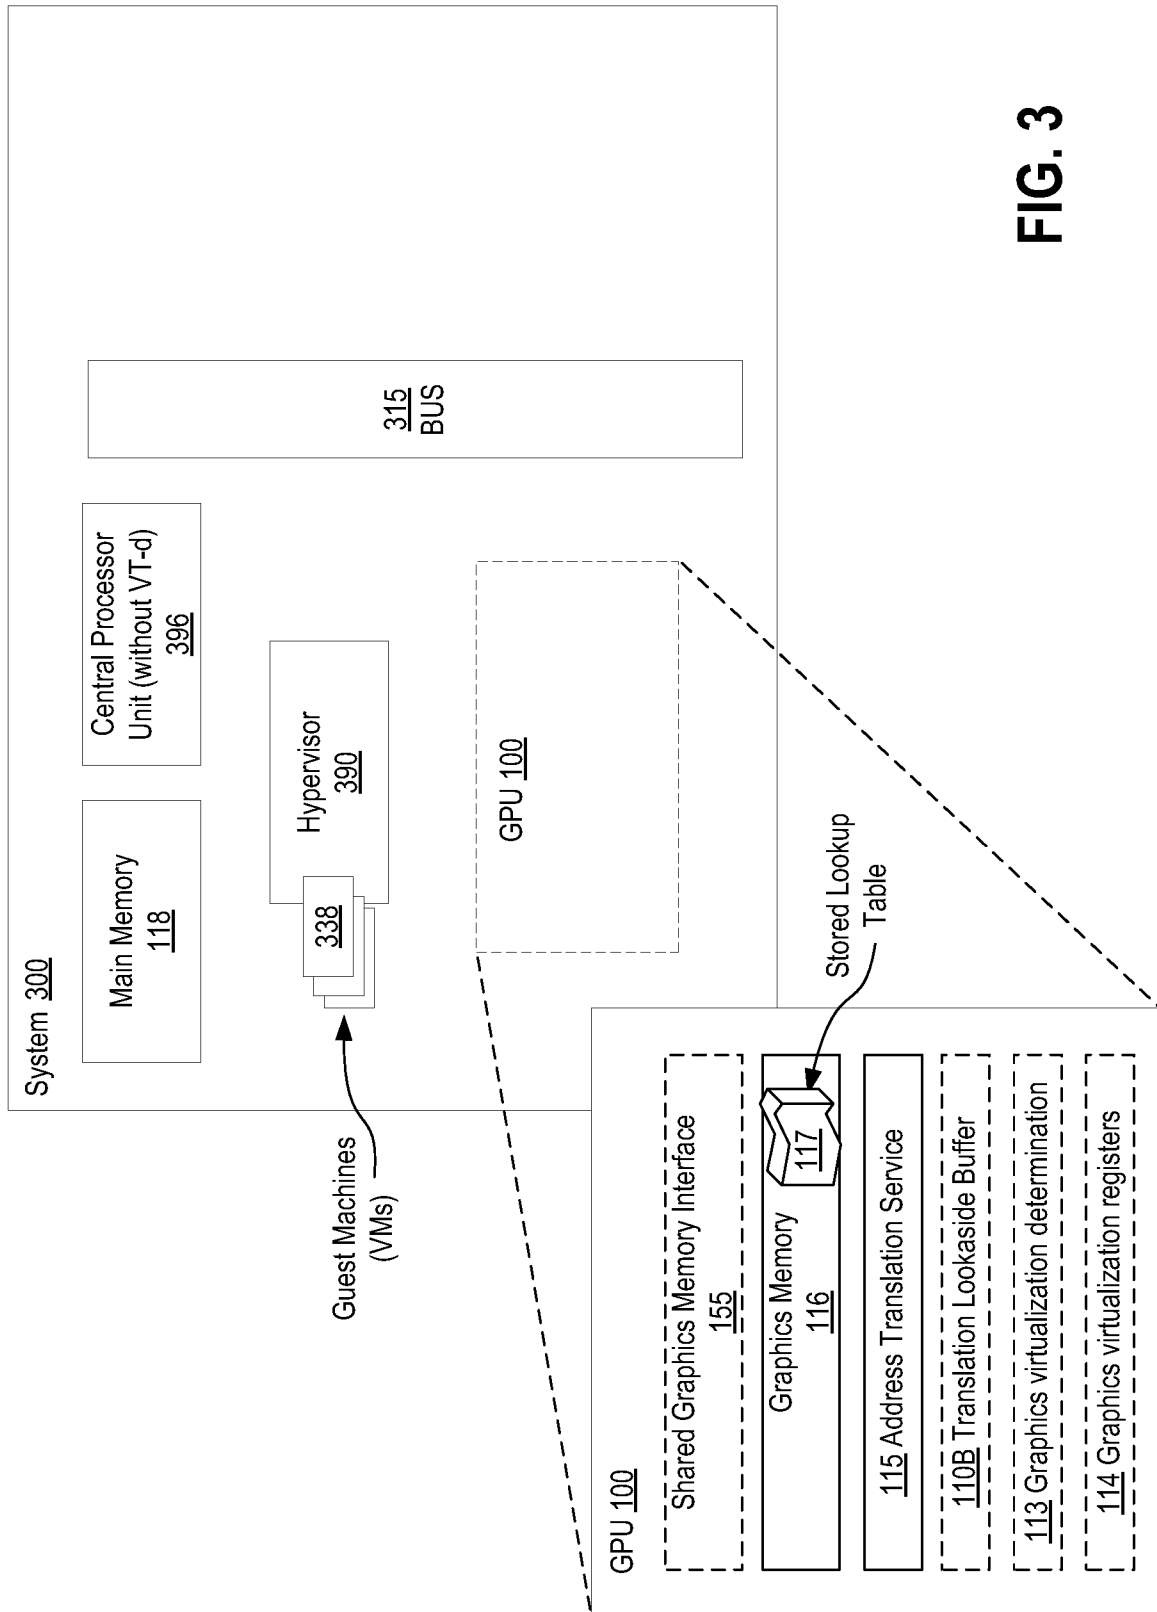 System 300
Main Memory
118
Central Processor
Unit (without VT-d)
396
Guest Machines
(VMs)
338
Hypervisor
390
315
BUS
GPU 100
GPU 100
Shared Graphics Memory Interface
155
Graphics Memory
116
117
Stored Lookup
Table
115 Address Translation Service
110B Translation Lookaside Buffer
113 Graphics virtualization determination
114 Graphics virtualization registers
FIG. 3